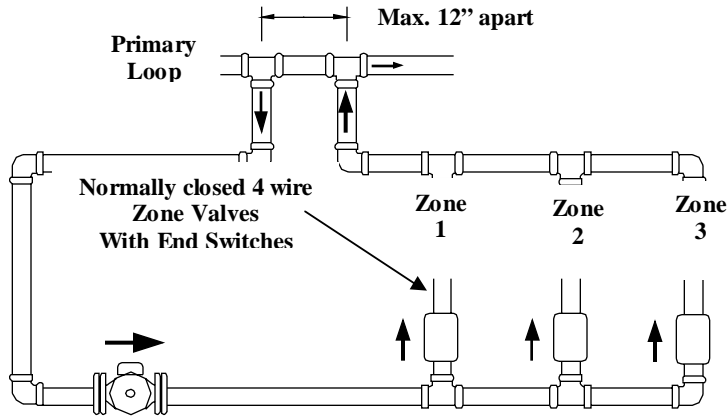 Max. 12” apart
Primary
Loop
Normally closed 4 wire
Zone Valves
With End Switches
Zone
1
Zone
2
Zone
3